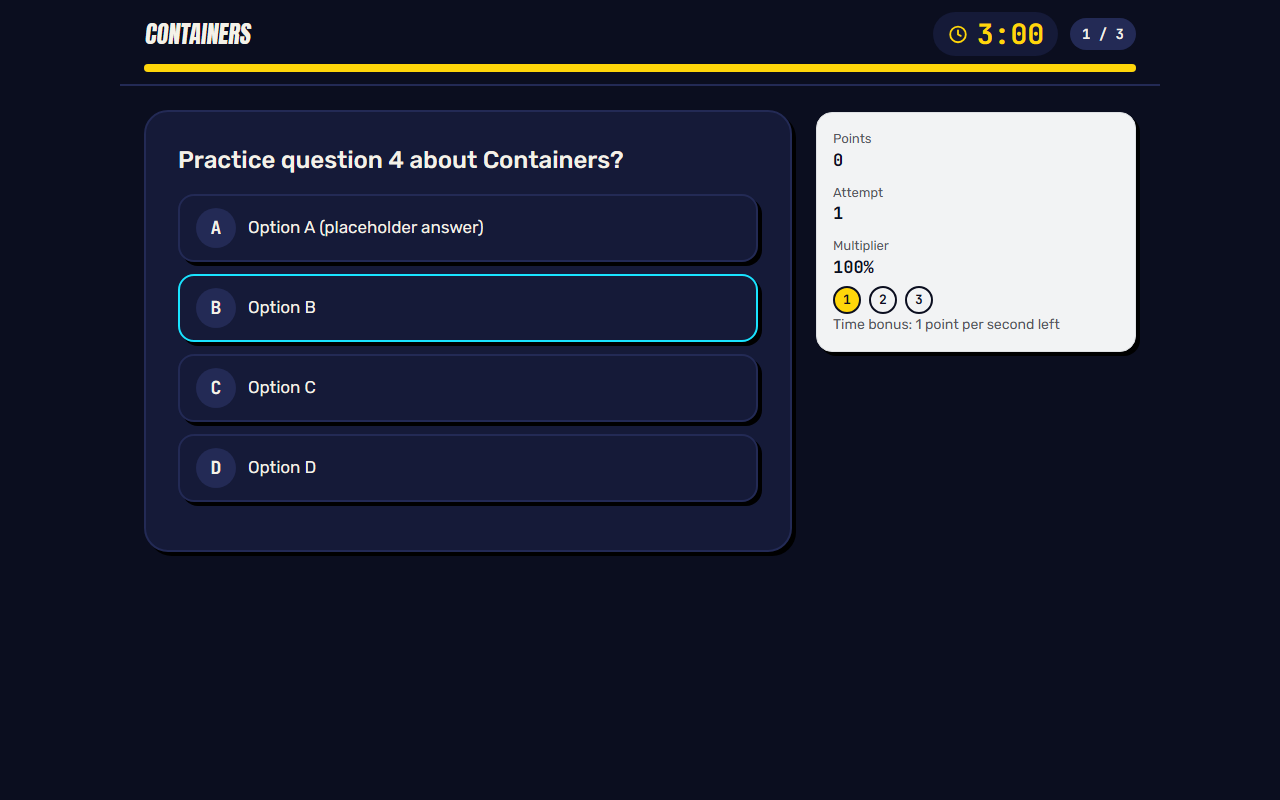 CONTAINERS
3:00
1 / 3
Practice question 4 about Containers?
A Option A (placeholder answer)
B Option B
C Option C
D Option D
Points
0
Attempt
1
Multiplier
100%
1 2 3
Time bonus: 1 point per second left